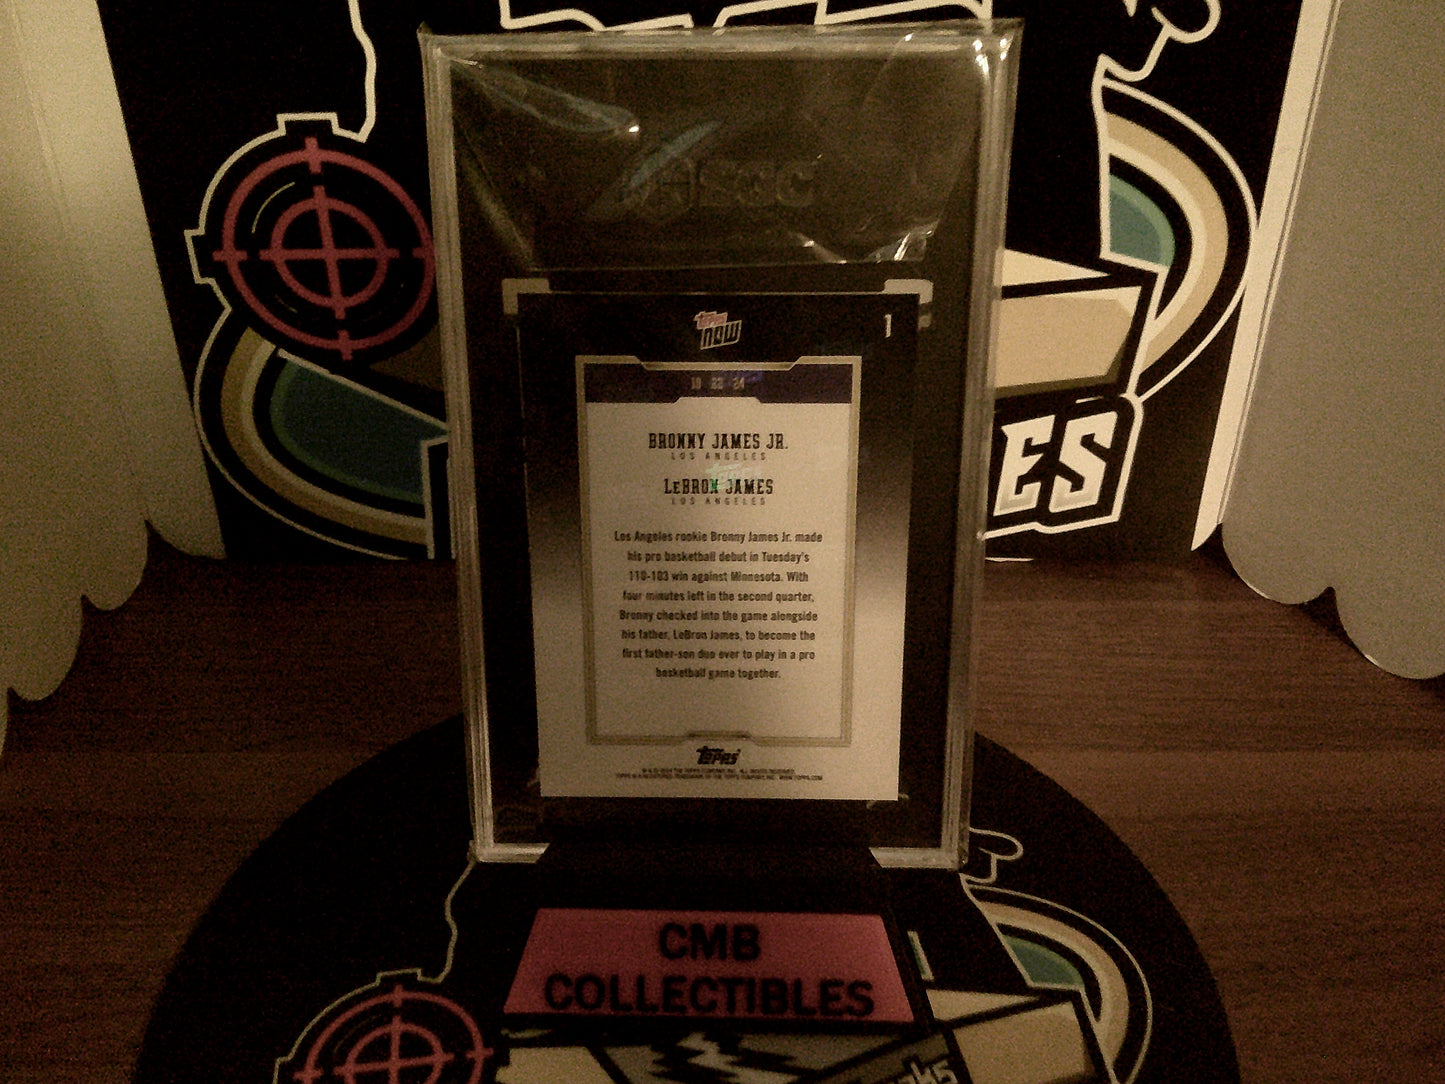 SGC
TOPPS NOW
1
10 22 24
BRONNY JAMES JR.
LOS ANGELES
LEBRON JAMES
LOS ANGELES
Los Angeles rookie Bronny James Jr. made
his pro basketball debut in Tuesday's
110-103 win against Minnesota. With
four minutes left in the second quarter,
Bronny checked into the game alongside
his father, LeBron James, to become the
first father-son duo ever to play in a pro
basketball game together.
TOPPS
ES
CMB
COLLECTIBLES